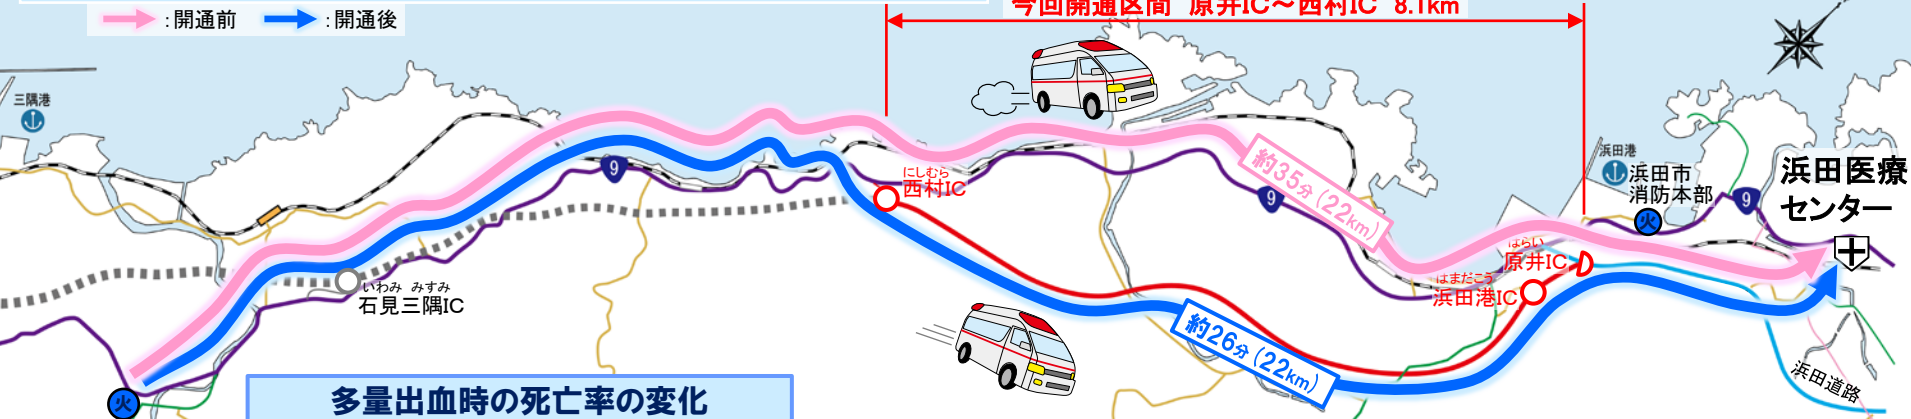 今回開通区間 原井IC～西村IC 8.1km
：開通前 ：開通後
三隅港
9
にしむら
西村IC
約35分（22km）
9
浜田港
浜田市
消防本部
火
9
浜田医療
センター
はらい
原井IC
はまだこう
浜田港IC
いわみ みすみ
石見三隅IC
約26分（22km）
浜田道路
火
多量出血時の死亡率の変化